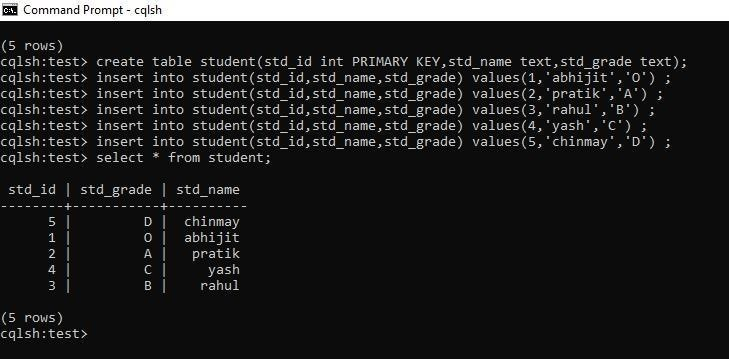 Command Prompt - cqlsh
(5 rows)
cqlsh:test> create table student(std_id int PRIMARY KEY,std_name text,std_grade text);
cqlsh:test> insert into student(std_id,std_name,std_grade) values(1,'abhijit','O') ;
cqlsh:test> insert into student(std_id,std_name,std_grade) values(2,'pratik','A') ;
cqlsh:test> insert into student(std_id,std_name,std_grade) values(3,'rahul','B') ;
cqlsh:test> insert into student(std_id,std_name,std_grade) values(4,'yash','C') ;
cqlsh:test> insert into student(std_id,std_name,std_grade) values(5,'chinmay','D') ;
cqlsh:test> select * from student;
 std_id | std_grade | std_name
--------+-----------+----------
      5 |         D |  chinmay
      1 |         O |  abhijit
      2 |         A |   pratik
      4 |         C |     yash
      3 |         B |    rahul
(5 rows)
cqlsh:test>